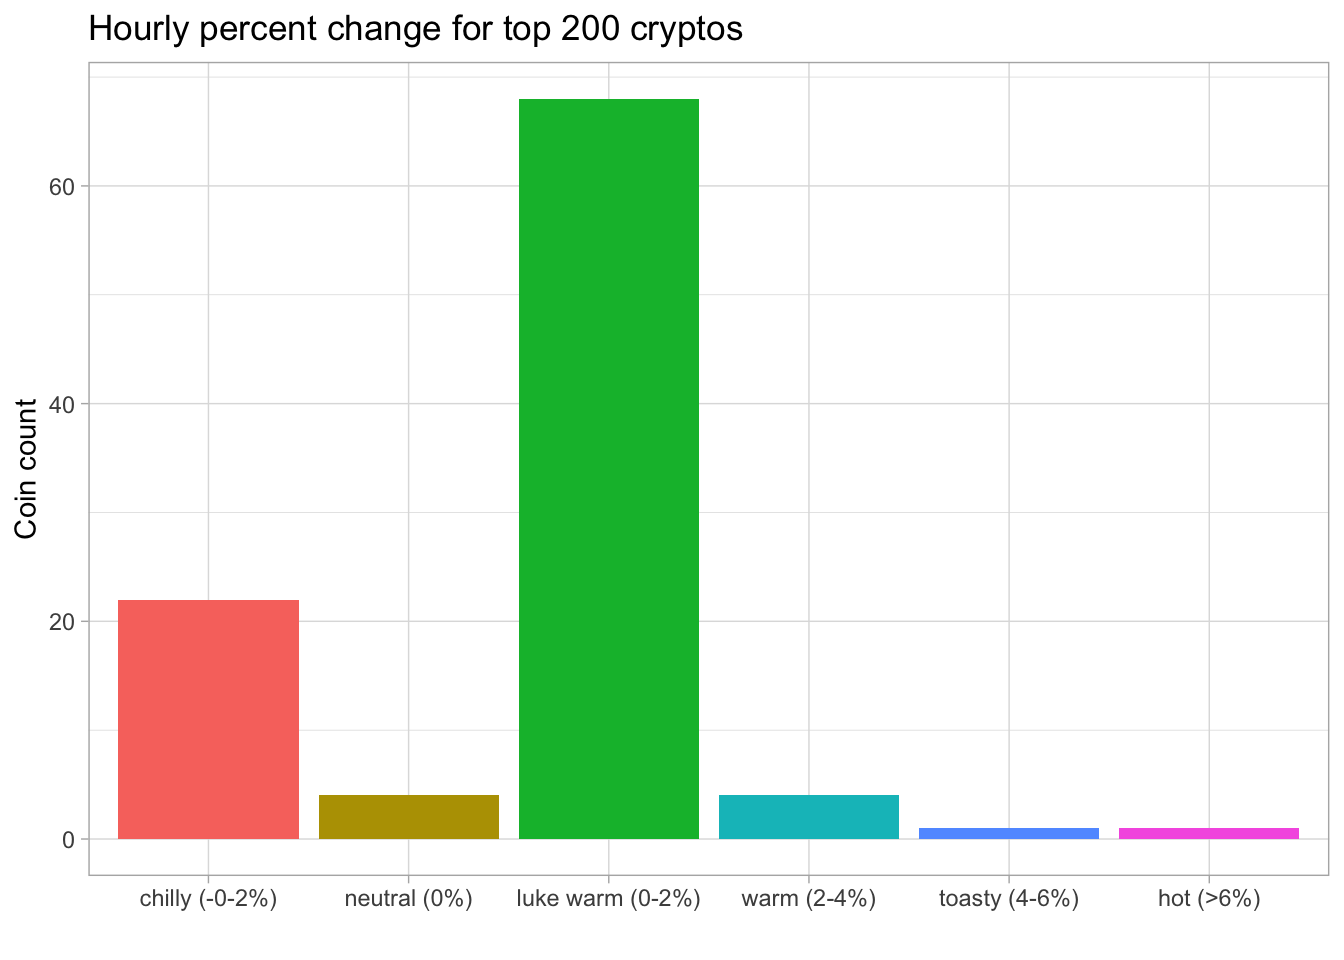 Hourly percent change for top 200 cryptos
Coin count
60
40
20
0
chilly (-0-2%)
neutral (0%)
luke warm (0-2%)
warm (2-4%)
toasty (4-6%)
hot (>6%)